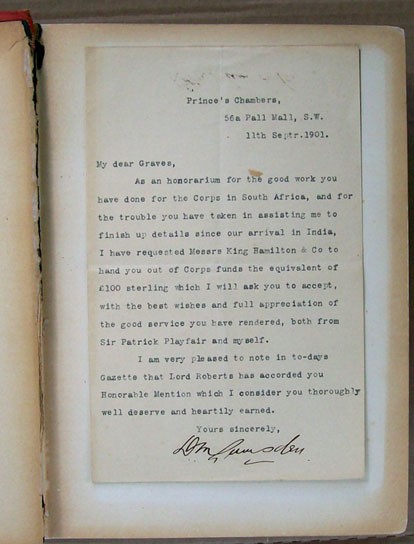 Prince's Chambers,
56a Pall Mall, S.W.
11th Septr.1901.
My dear Graves,
As an honorarium for the good work you
have done for the Corps in South Africa, and for
the trouble you have taken in assisting me to
finish up details since our arrival in India,
I have requested Messrs King Hamilton & Co to
hand you out of Corps funds the equivalent of
£100 sterling which I will ask you to accept,
with the best wishes and full appreciation of
the good service you have rendered, both from
Sir Patrick Playfair and myself.
I am very pleased to note in to-days
Gazette that Lord Roberts has accorded you
Honorable Mention which I consider you thoroughly
well deserve and heartily earned.
Yours sincerely,